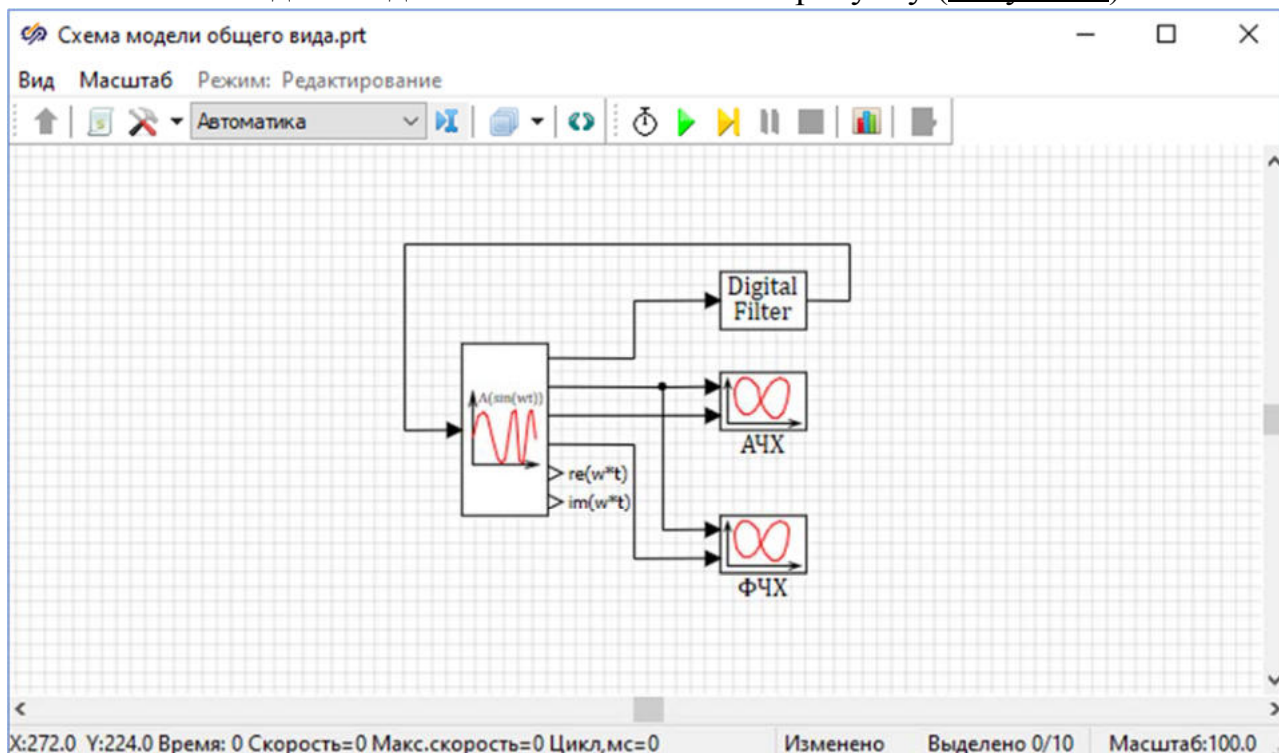 Схема модели общего вида.prt
Вид Масштаб Режим: Редактирование
Автоматика
Digital
Filter
A(sin(wt))
АЧХ
re(w*t)
im(w*t)
ФЧХ
X:272.0 Y:224.0 Время: 0 Скорость=0 Макс.скорость=0 Цикл,мс=0 Изменено Выделено 0/10 Масштаб:100.0